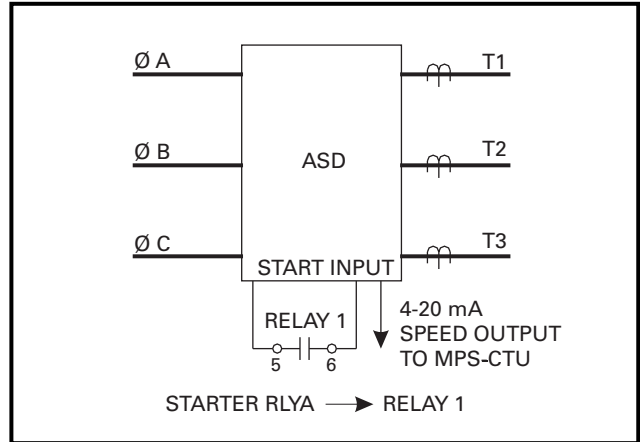 Ø A
T1
Ø B
ASD
T2
Ø C
T3
START INPUT
RELAY 1
5
6
4-20 mA
SPEED OUTPUT
TO MPS-CTU
STARTER RLYA
RELAY 1